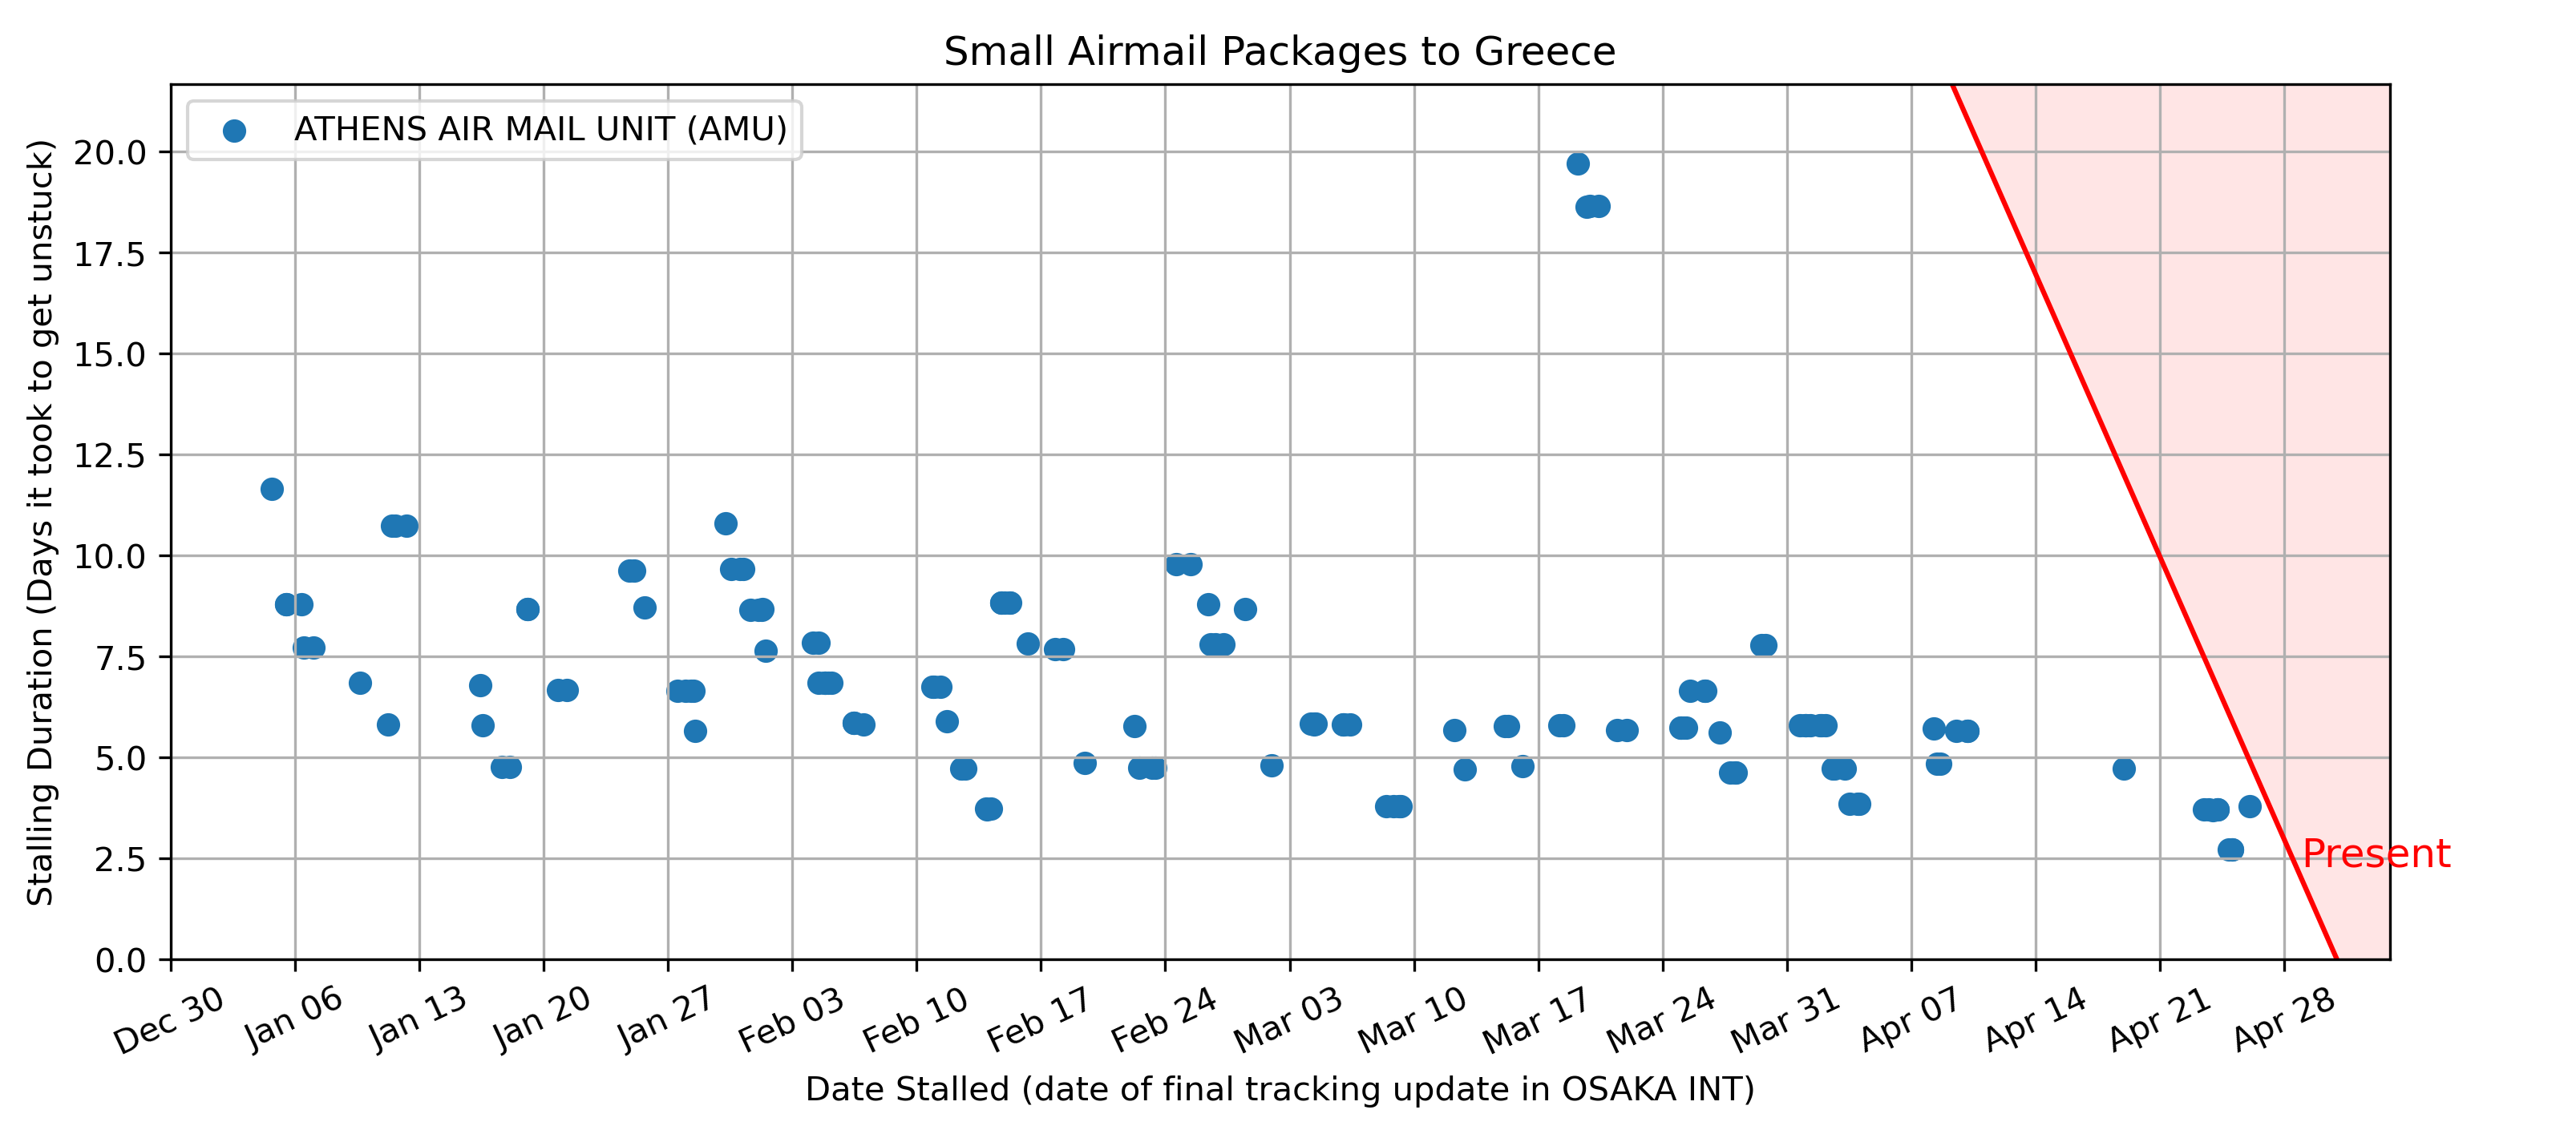 Small Airmail Packages to Greece
ATHENS AIR MAIL UNIT (AMU)
Stalling Duration (Days it took to get unstuck)
20.0
17.5
15.0
12.5
10.0
7.5
5.0
2.5
0.0
Present
Dec 30
Jan 06
Jan 13
Jan 20
Jan 27
Feb 03
Feb 10
Feb 17
Feb 24
Mar 03
Mar 10
Mar 17
Mar 24
Mar 31
Apr 07
Apr 14
Apr 21
Apr 28
Date Stalled (date of final tracking update in OSAKA INT)